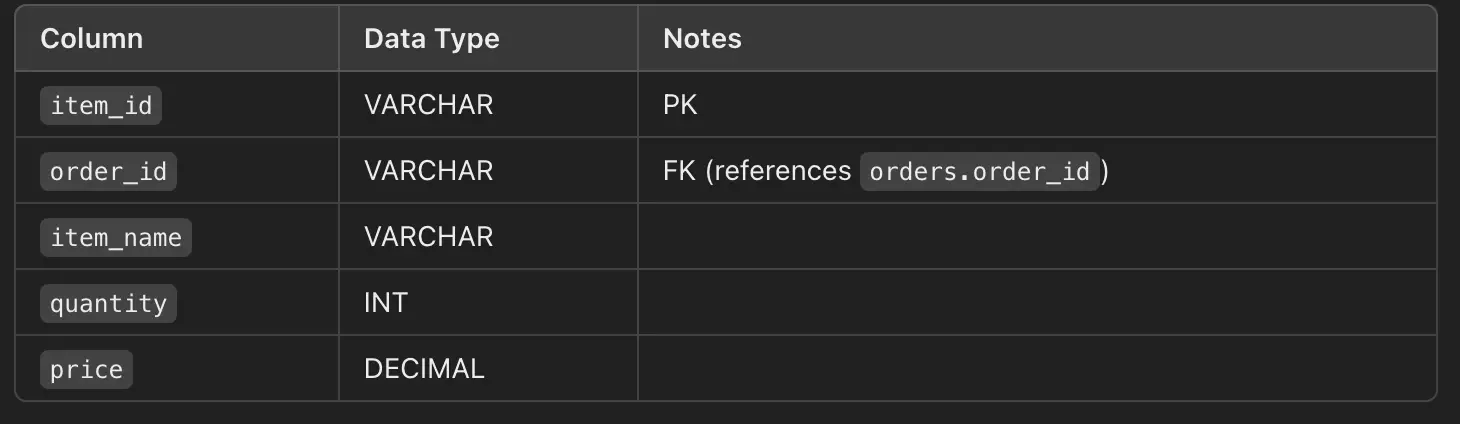 Column Data Type Notes
item_id VARCHAR PK
order_id VARCHAR FK (references orders.order_id)
item_name VARCHAR
quantity INT
price DECIMAL